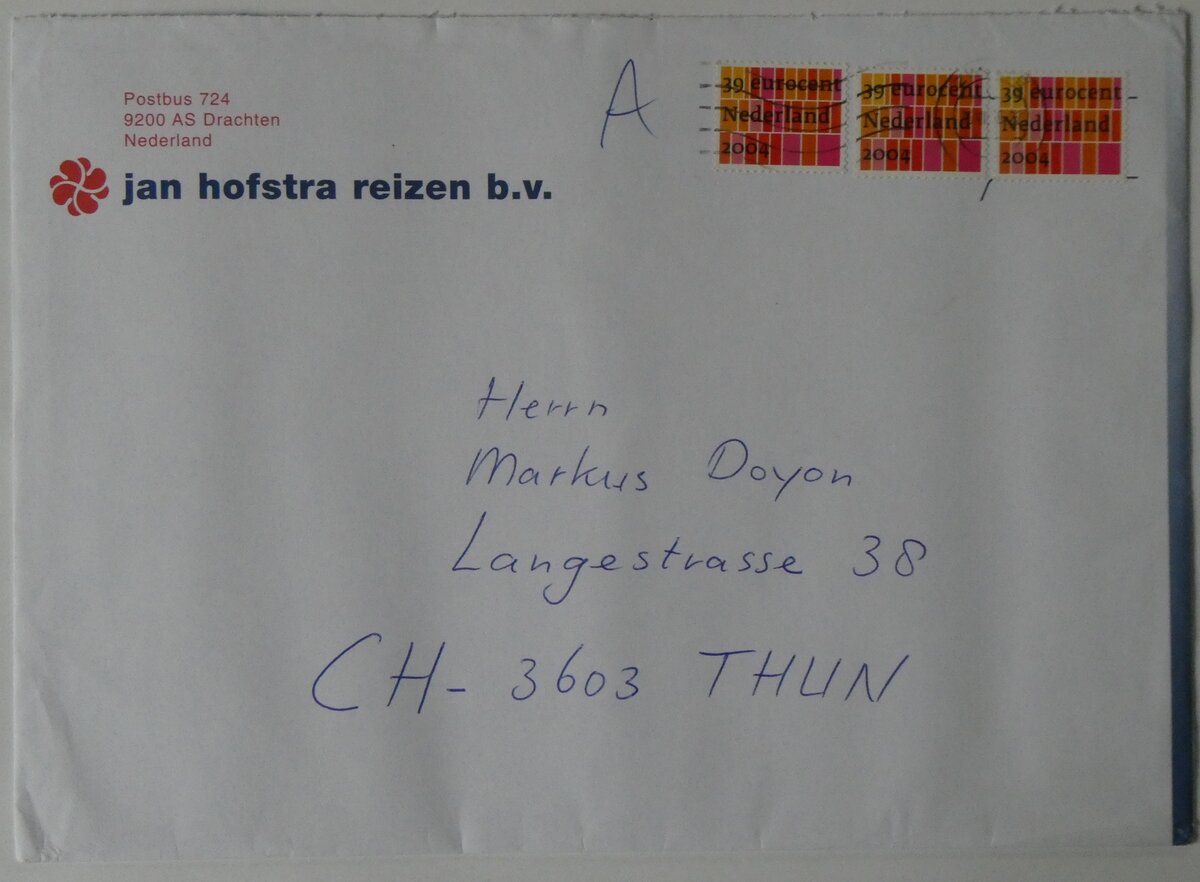 Postbus 724
9200 AS Drachten
Nederland
jan hofstra reizen b.v.
A
39 eurocent
Nederland
2004
39 eurocent
Nederland
2004
39 eurocent
Nederland
2004
Herrn
Markus Doyon
Langestrasse 38
CH- 3603 THUN